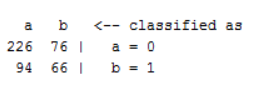 a b <-- classified as
226 76 | a = 0
94 66 | b = 1